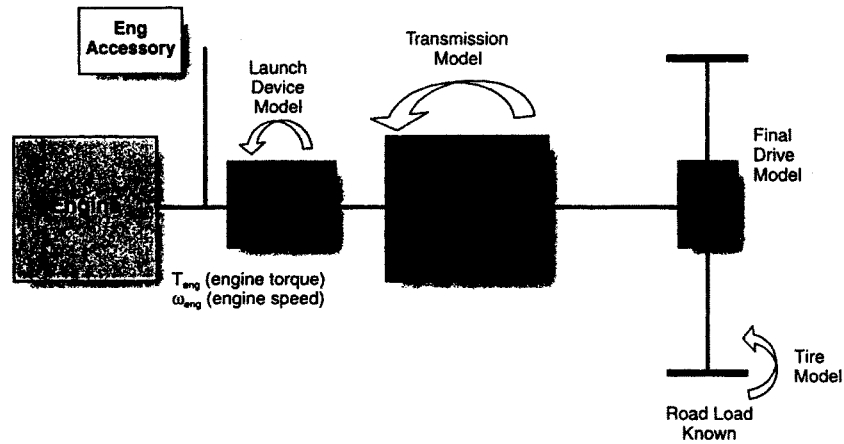 Eng
Accessory
Launch
Device
Model
Transmission
Model
Final
Drive
Model
Engine
T_eng (engine torque)
ω_eng (engine speed)
Tire
Model
Road Load
Known